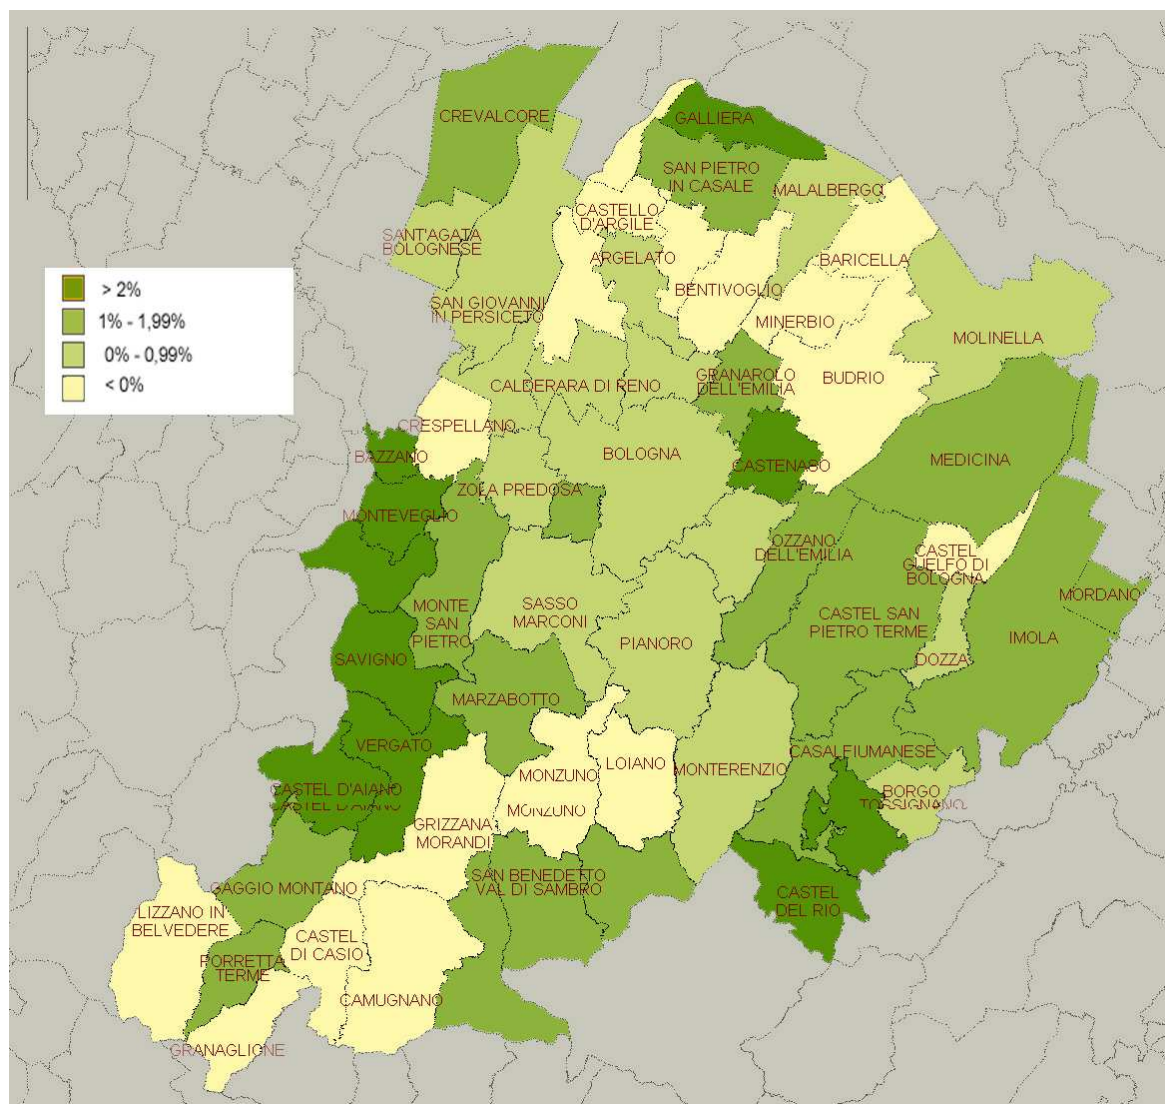 CREVALCORE
GALLIERA
SAN PIETRO
IN CASALE
MALALBERGO
CASTELLO
D'ARGILE
SANT'AGATA
BOLOGNESE
ARGELATO
BARICELLA
> 2%
1% - 1,99%
0% - 0,99%
< 0%
BENTIVOGLIO
SAN GIOVANNI
IN PERSICETO
MINERBIO
MOLINELLA
CALDERARA DI RENO
GRANAROLO
DELL'EMILIA
BUDRIO
CRESPELLANO
BOLOGNA
BAZZANO
CASTENASO
MEDICINA
ZOLA PREDOSA
MONTEVEGLIO
OZZANO
DELL'EMILIA
CASTEL
GUELFO DI
BOLOGNA
MORDANO
MONTE
SAN
PIETRO
SASSO
MARCONI
CASTEL SAN
PIETRO TERME
IMOLA
PIANORO
SAVIGNO
DOZZA
MARZABOTTO
VERGATO
CASALFIUMANESE
LOIANO
MONZUNO
MONTERENZIO
CASTEL D'AIANO
CASTEL D'AIANO
BORGO
TOSSIGNANO
MONZUNO
GRIZZANA
MORANDI
SAN BENEDETTO
VAL DI SAMBRO
GAGGIO MONTANO
CASTEL
DEL RIO
LIZZANO IN
BELVEDERE
CASTEL
DI CASIO
PORRETTA
TERME
CAMUGNANO
GRANAGLIONE